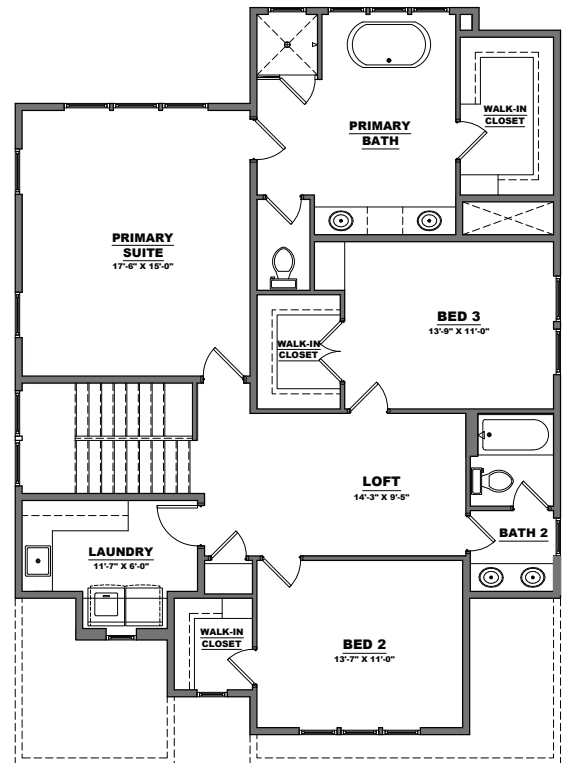 WALK-IN
CLOSET
PRIMARY
BATH
PRIMARY
SUITE
17'-6" X 15'-0"
BED 3
13'-9" X 11'-0"
WALK-IN
CLOSET
LOFT
14'-3" X 9'-5"
BATH 2
LAUNDRY
11'-7" X 6'-0"
WALK-IN
CLOSET
BED 2
13'-7" X 11'-0"